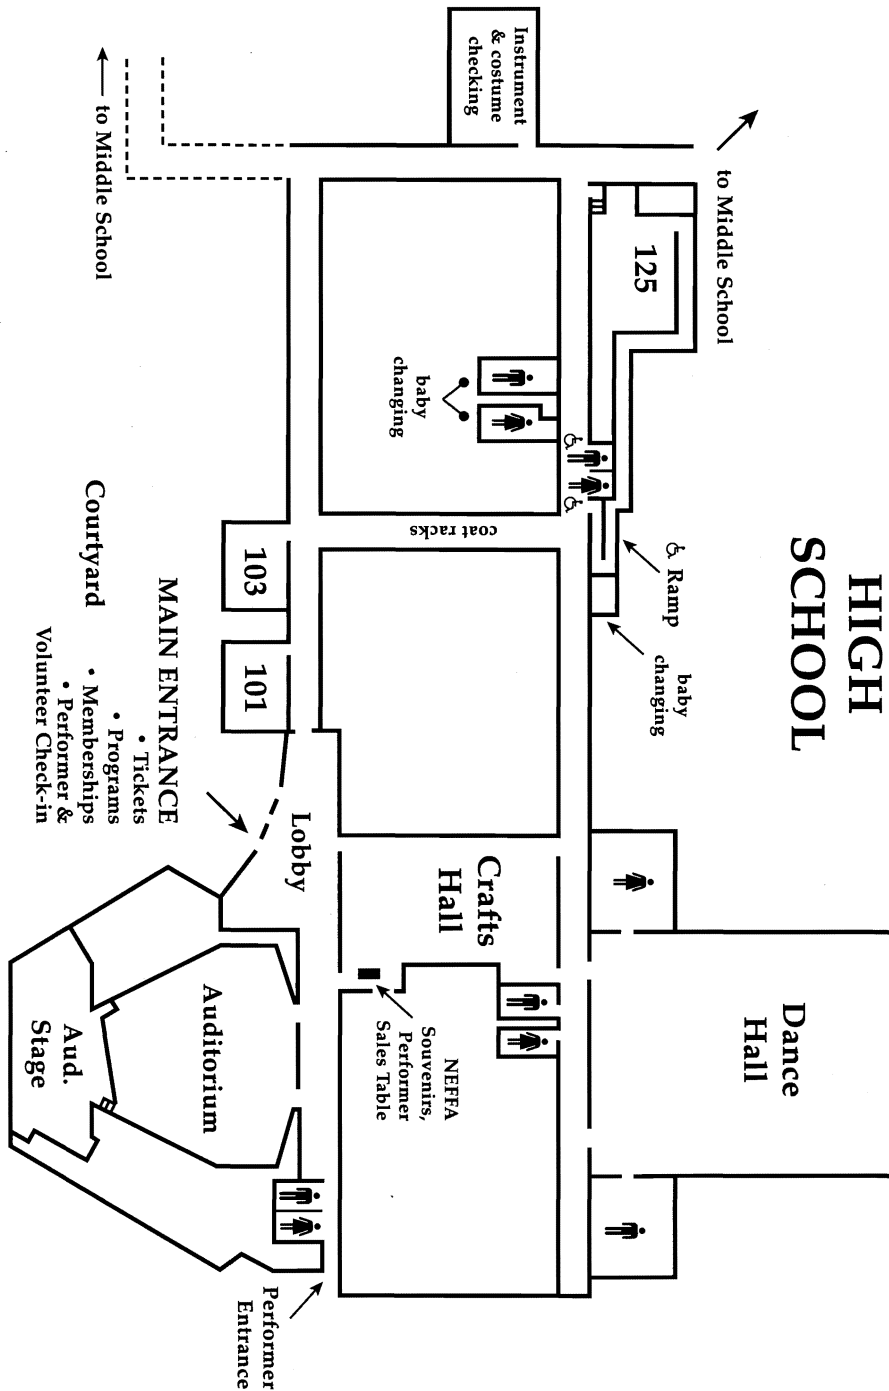 HIGH
SCHOOL
to Middle School
Instrument
& costume
checking
125
baby
changing
Ramp
baby
changing
coat racks
Dance
Hall
Crafts
Hall
NEFFA
Souvenirs,
Performer
Sales Table
to Middle School
103
101
Courtyard
MAIN ENTRANCE
• Tickets
• Programs
• Memberships
• Performer &
Volunteer Check-in
Lobby
Auditorium
Aud.
Stage
Performer
Entrance